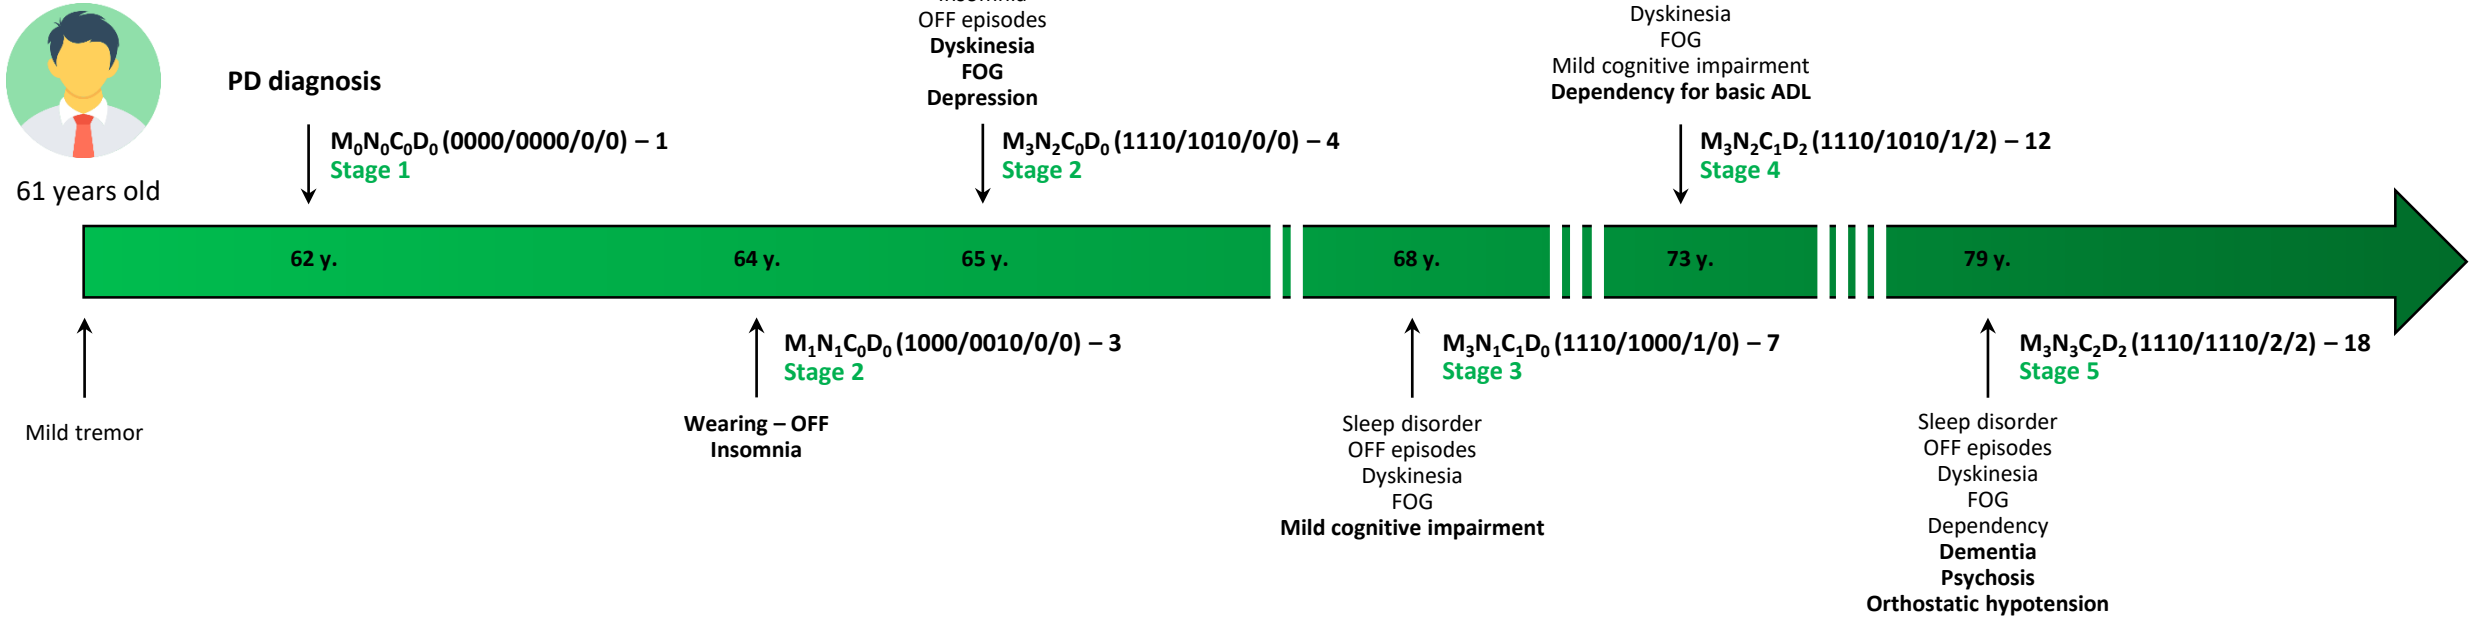 61 years old
Mild tremor
PD diagnosis
M₀N₀C₀D₀ (0000/0000/0/0) – 1
Stage 1
62 y.
64 y.
M₁N₁C₀D₀ (1000/0010/0/0) – 3
Stage 2
Wearing – OFF
Insomnia
OFF episodes
Dyskinesia
FOG
Depression
M₃N₂C₀D₀ (1110/1010/0/0) – 4
Stage 2
65 y.
68 y.
M₃N₁C₁D₀ (1110/1000/1/0) – 7
Stage 3
Sleep disorder
OFF episodes
Dyskinesia
FOG
Mild cognitive impairment
Dyskinesia
FOG
Mild cognitive impairment
Dependency for basic ADL
M₃N₂C₁D₂ (1110/1010/1/2) – 12
Stage 4
73 y.
79 y.
M₃N₃C₂D₂ (1110/1110/2/2) – 18
Stage 5
Sleep disorder
OFF episodes
Dyskinesia
FOG
Dependency
Dementia
Psychosis
Orthostatic hypotension